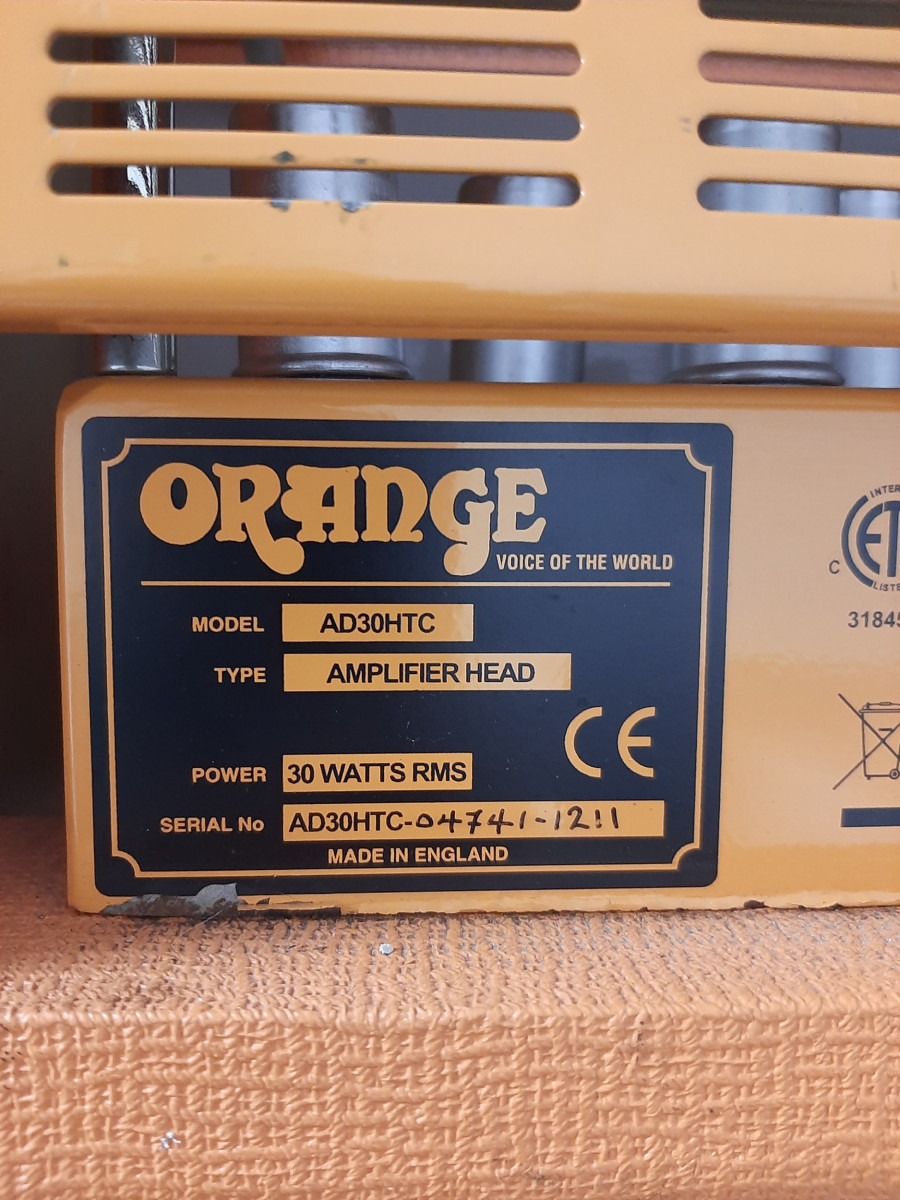 ORANGE
VOICE OF THE WORLD
MODEL AD30HTC
TYPE AMPLIFIER HEAD
CE
POWER 30 WATTS RMS
SERIAL No AD30HTC-04741-1211
MADE IN ENGLAND
C